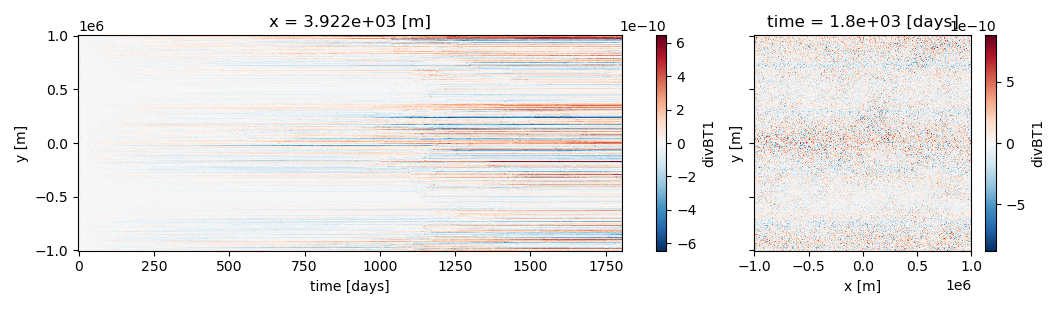 x = 3.922e+03 [m]
1e6
1e−10
1.0
0.5
0.0
−0.5
−1.0
y [m]
0
250
500
750
1000
1250
1500
1750
time [days]
6
4
2
0
−2
−4
−6
divBT1
time = 1.8e+03 [days]
1e−10
y [m]
−1.0
−0.5
0.0
0.5
1.0
x [m]
1e6
5
0
−5
divBT1